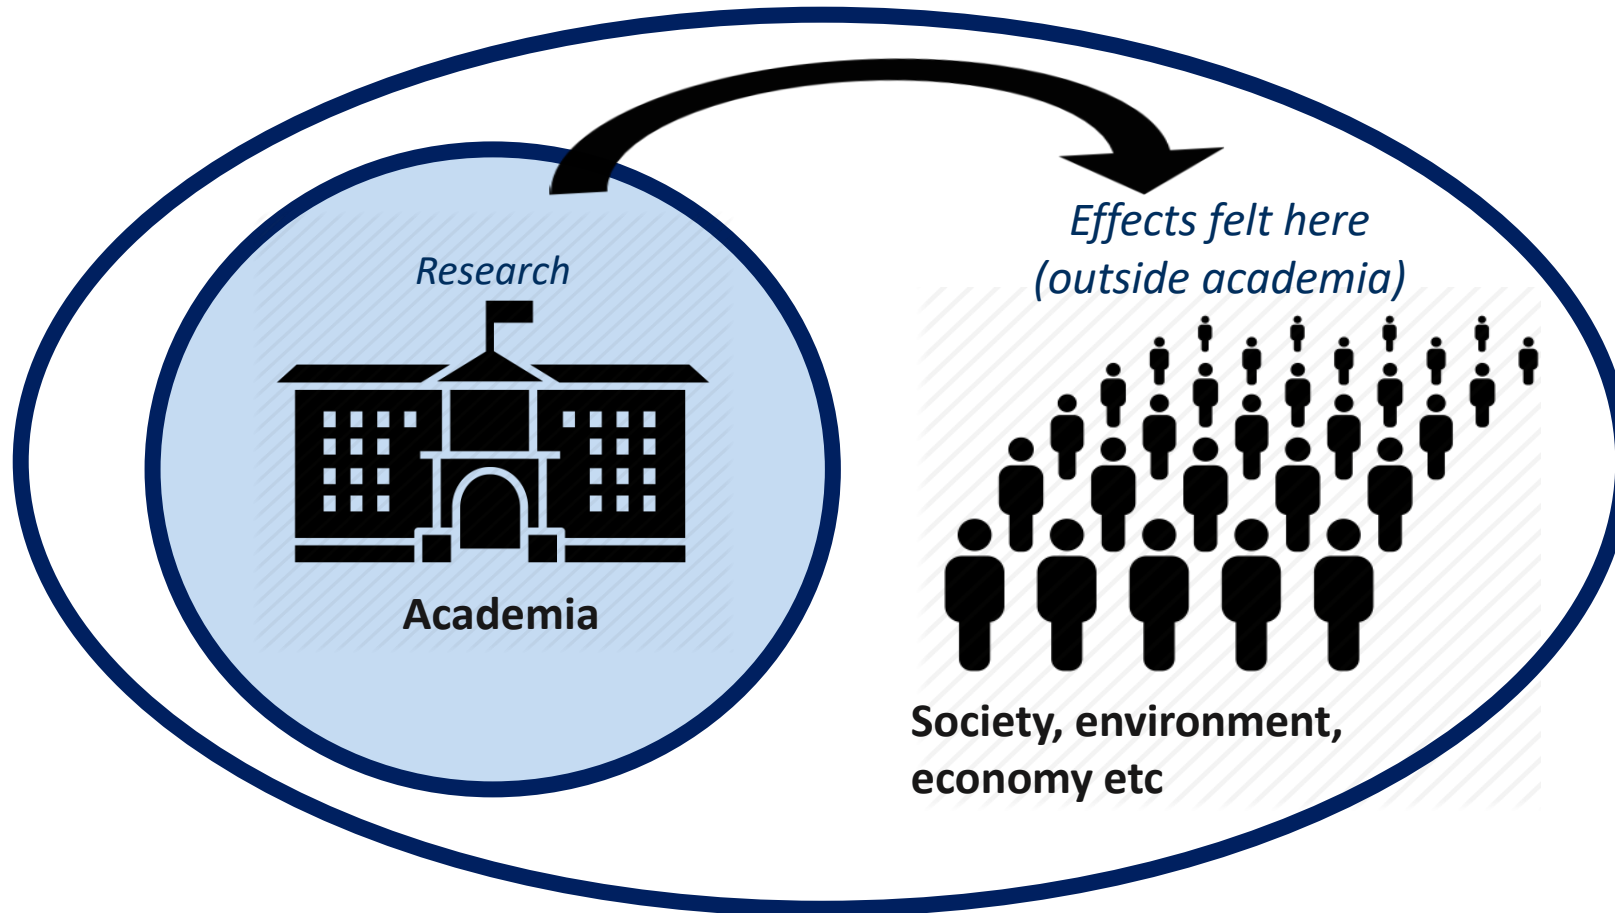 Research
Academia
Effects felt here
(outside academia)
Society, environment,
economy etc